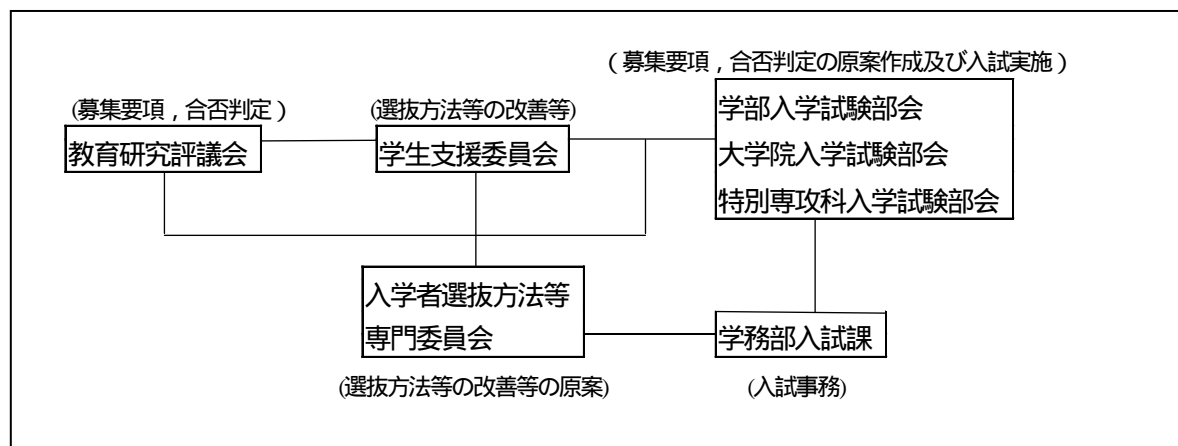 （募集要項，合否判定の原案作成及び入試実施）
(募集要項，合否判定）
(選抜方法等の改善等)
教育研究評議会
学生支援委員会
学部入学試験部会
大学院入学試験部会
特別専攻科入学試験部会
入学者選抜方法等
専門委員会
学務部入試課
(選抜方法等の改善等の原案)
(入試事務)